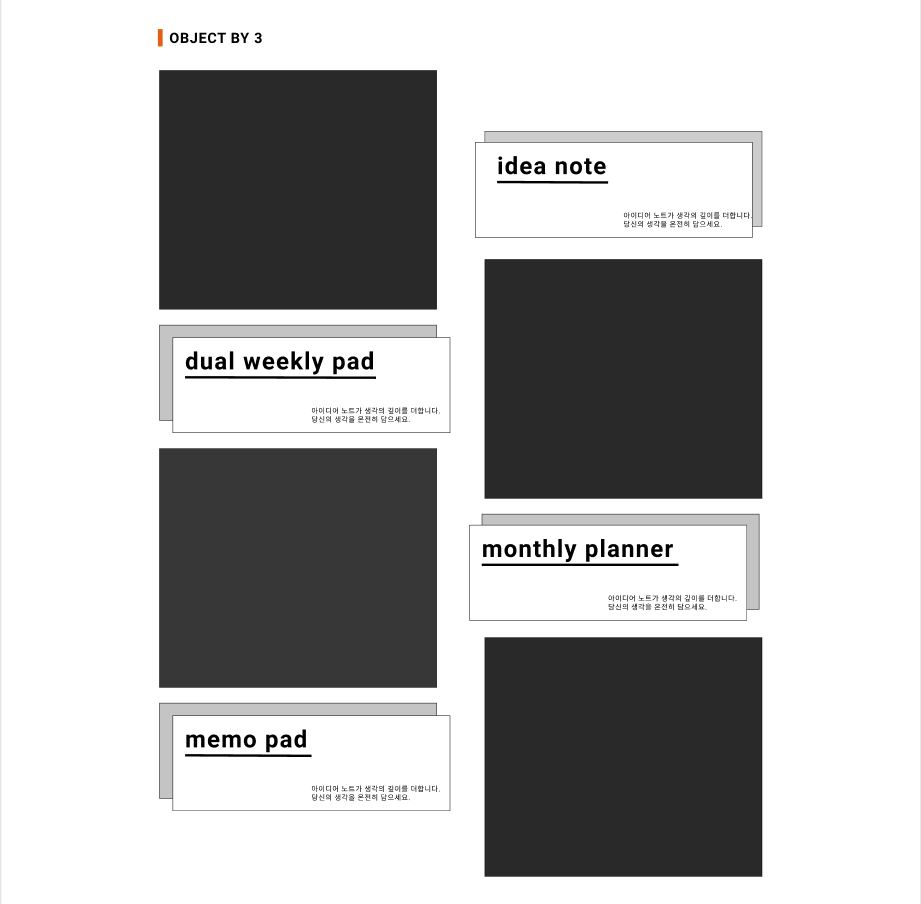 OBJECT BY 3
idea note
아이디어 노트가 생각의 깊이를 더합니다.
당신의 생각을 온전히 담으세요.
dual weekly pad
아이디어 노트가 생각의 깊이를 더합니다.
당신의 생각을 온전히 담으세요.
monthly planner
아이디어 노트가 생각의 깊이를 더합니다.
당신의 생각을 온전히 담으세요.
memo pad
아이디어 노트가 생각의 깊이를 더합니다.
당신의 생각을 온전히 담으세요.